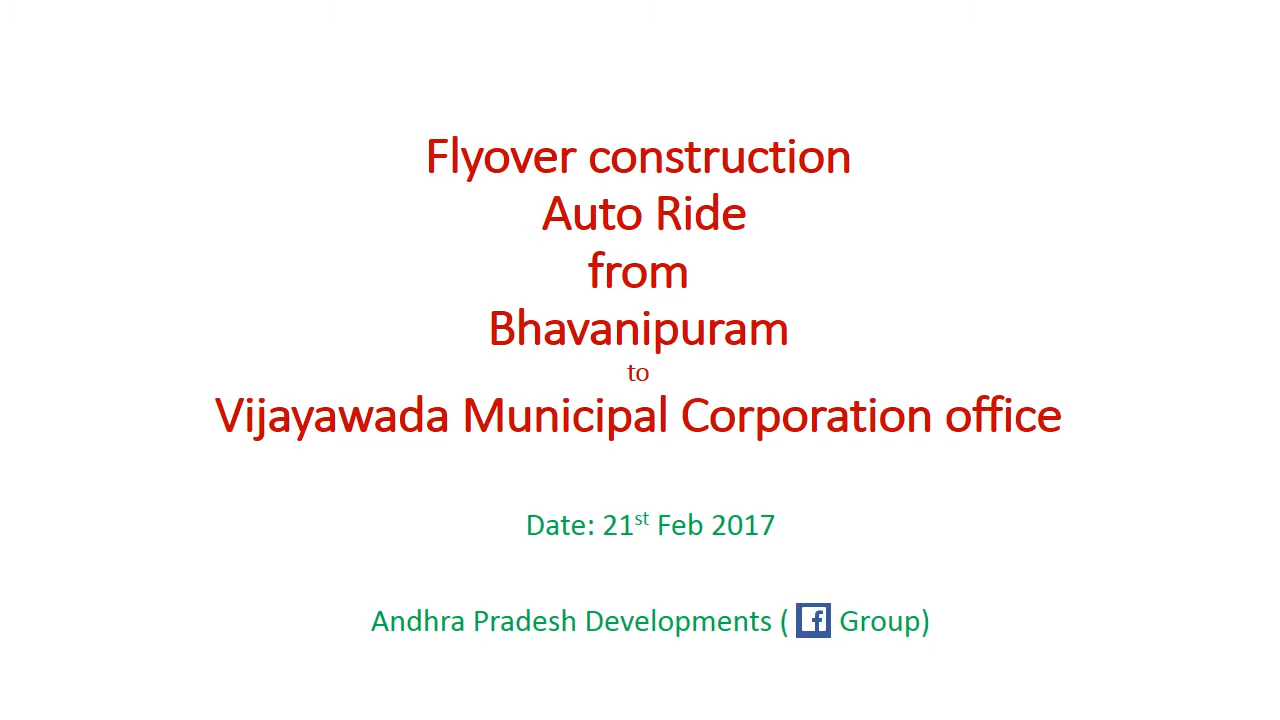 Flyover construction
Auto Ride
from
Bhavanipuram
to
Vijayawada Municipal Corporation office
Date: 21st Feb 2017
Andhra Pradesh Developments ( f Group)